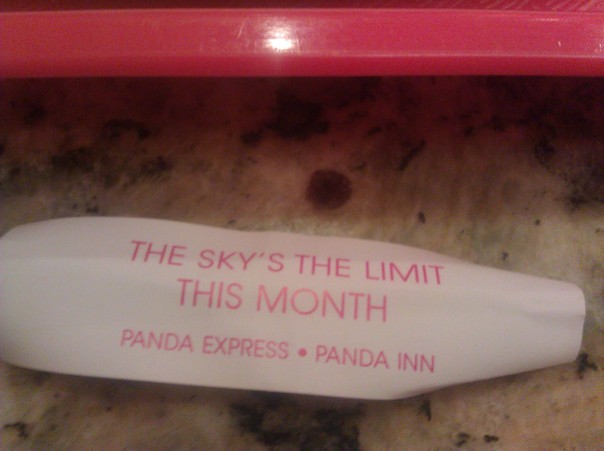 THE SKY'S THE LIMIT
THIS MONTH
PANDA EXPRESS • PANDA INN